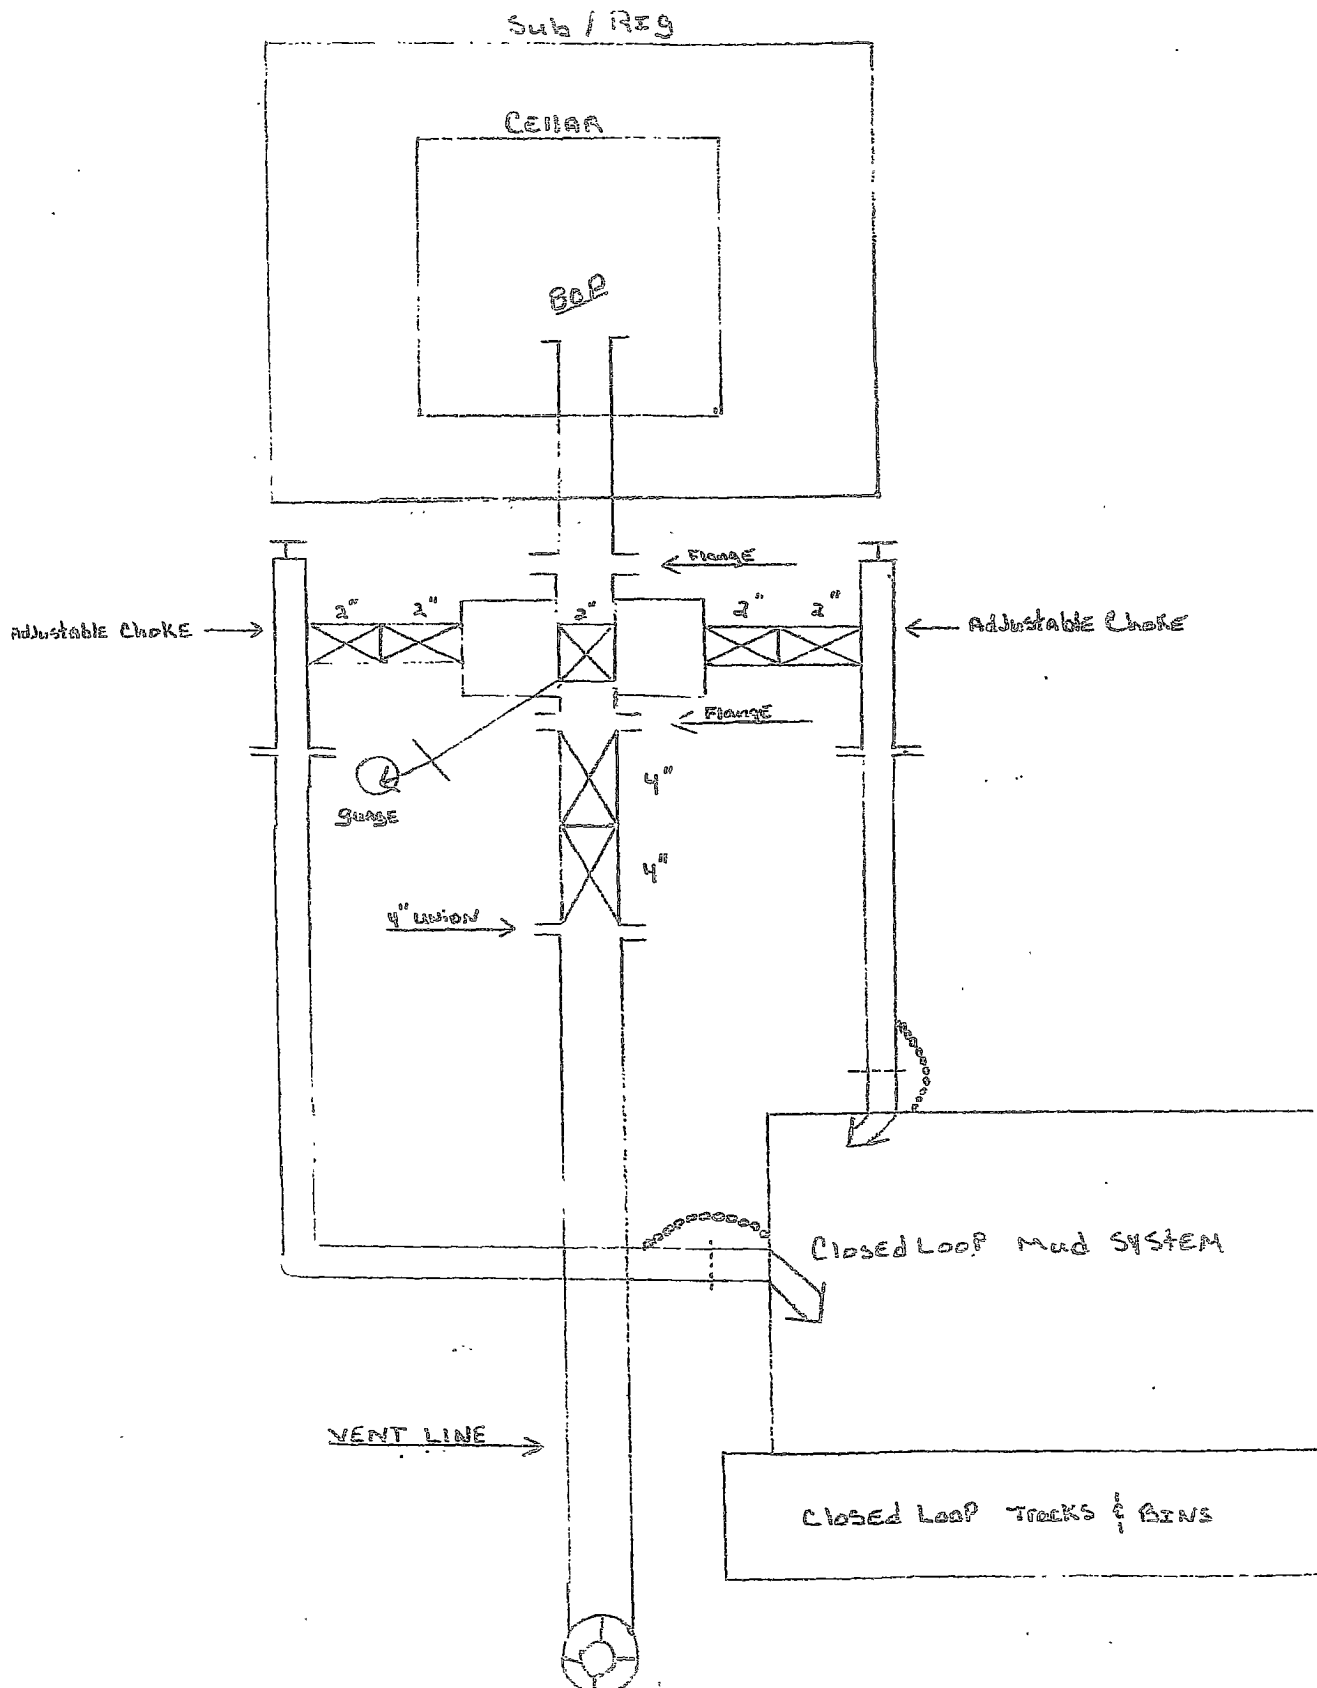 Sub / RIg
CEllAR
BOP
Flange
2" 2" 2" 2" 2"
Adjustable Choke
Adjustable Choke
Flange
4"
gauge
4"
4" union
Closed Loop Mud SYSTEM
VENT LINE
Closed Loop Tracks & BINS